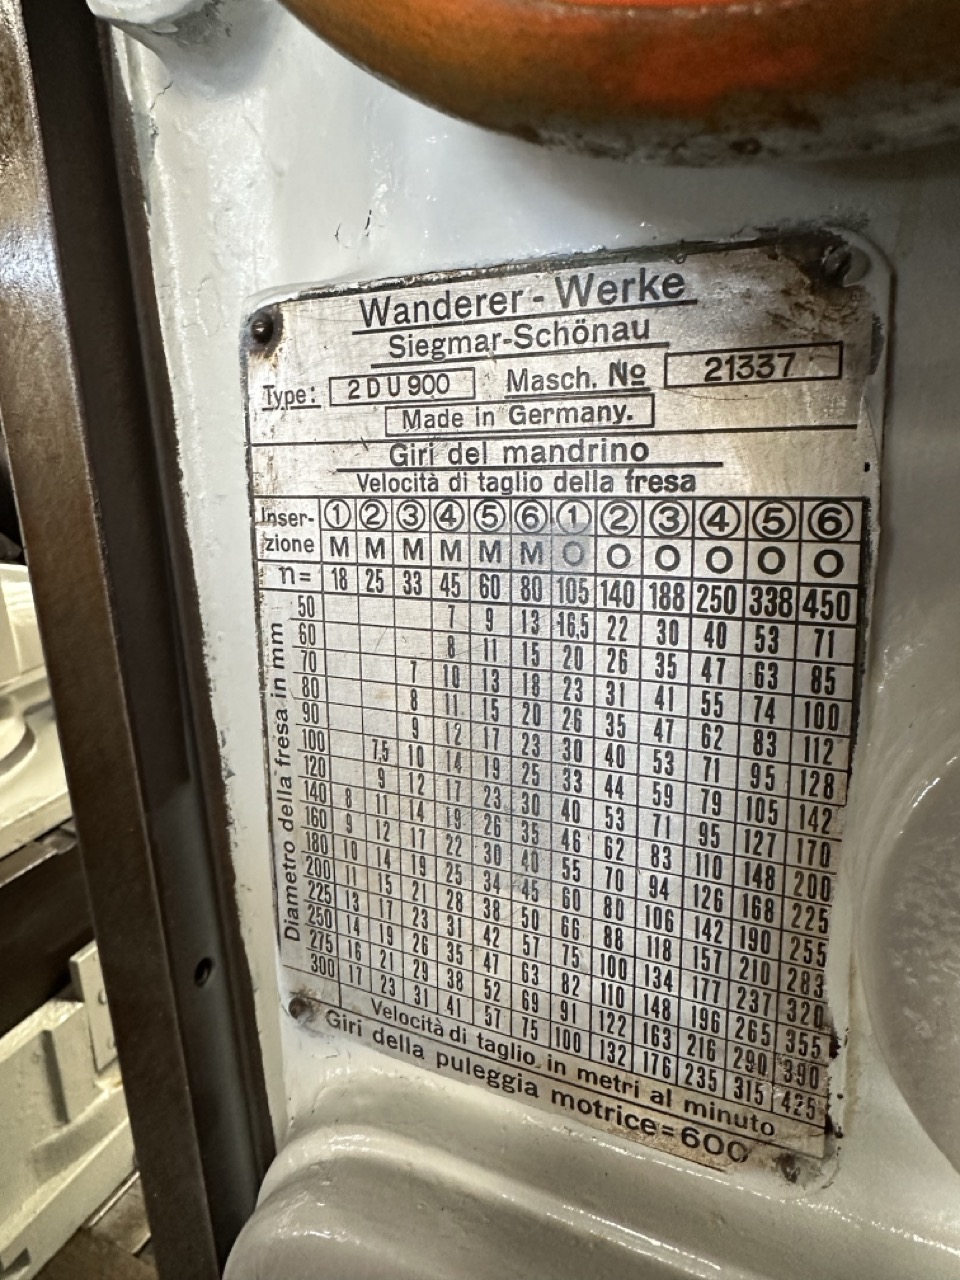 Wanderer-Werke
Siegmar-Schönau
Type: 2DU900 Masch. No 21337
Made in Germany.
Giri del mandrino
Velocità di taglio della fresa
Inser- ① ② ③ ④ ⑤ ⑥ ① ② ③ ④ ⑤ ⑥
zione M M M M M M O O O O O O
n= 18 25 33 45 60 80 105 140 188 250 338 450
Diametro della fresa in mm
50 7 9 13 16,5 22 30 40 53 71
60 8 11 15 20 26 35 47 63 85
70 7 10 13 18 23 31 41 55 74 100
80 8 11 15 20 26 35 47 62 83 112
90 9 12 17 23 30 40 53 71 95 128
100 7,5 10 14 19 25 33 44 59 79 105 142
120 9 12 17 23 30 40 53 71 95 127 170
140 8 11 14 19 26 35 46 62 83 110 148 200
160 9 12 17 22 30 40 55 70 94 126 168 225
180 10 14 19 25 34 45 60 80 106 142 190 255
200 11 15 21 28 38 50 66 88 118 157 210 283
225 13 17 23 31 42 57 75 100 134 177 237 320
250 14 19 26 35 47 63 82 110 148 196 265 355
275 16 21 29 38 52 69 91 122 163 216 290 390
300 17 23 31 41 57 75 100 132 176 235 315 425
Velocità di taglio in metri al minuto
Giri della puleggia motrice=600